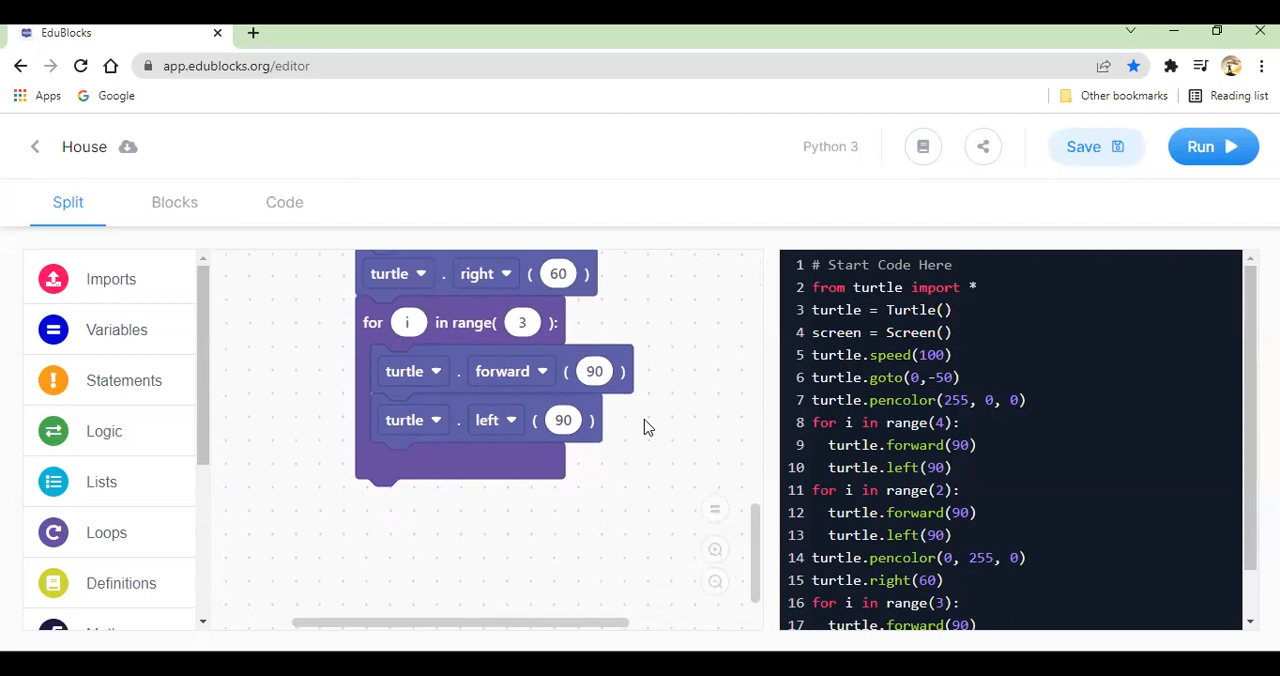 EduBlocks
app.edublocks.org/editor
Apps Google Other bookmarks Reading list
House Python 3 Save Run
Split Blocks Code
Imports
Variables
Statements
Logic
Lists
Loops
Definitions
turtle . right ( 60 )
for i in range( 3 ):
turtle . forward ( 90 )
turtle . left ( 90 )
1 # Start Code Here
2 from turtle import *
3 turtle = Turtle()
4 screen = Screen()
5 turtle.speed(100)
6 turtle.goto(0,-50)
7 turtle.pencolor(255, 0, 0)
8 for i in range(4):
9 turtle.forward(90)
10 turtle.left(90)
11 for i in range(2):
12 turtle.forward(90)
13 turtle.left(90)
14 turtle.pencolor(0, 255, 0)
15 turtle.right(60)
16 for i in range(3):
17 turtle.forward(90)